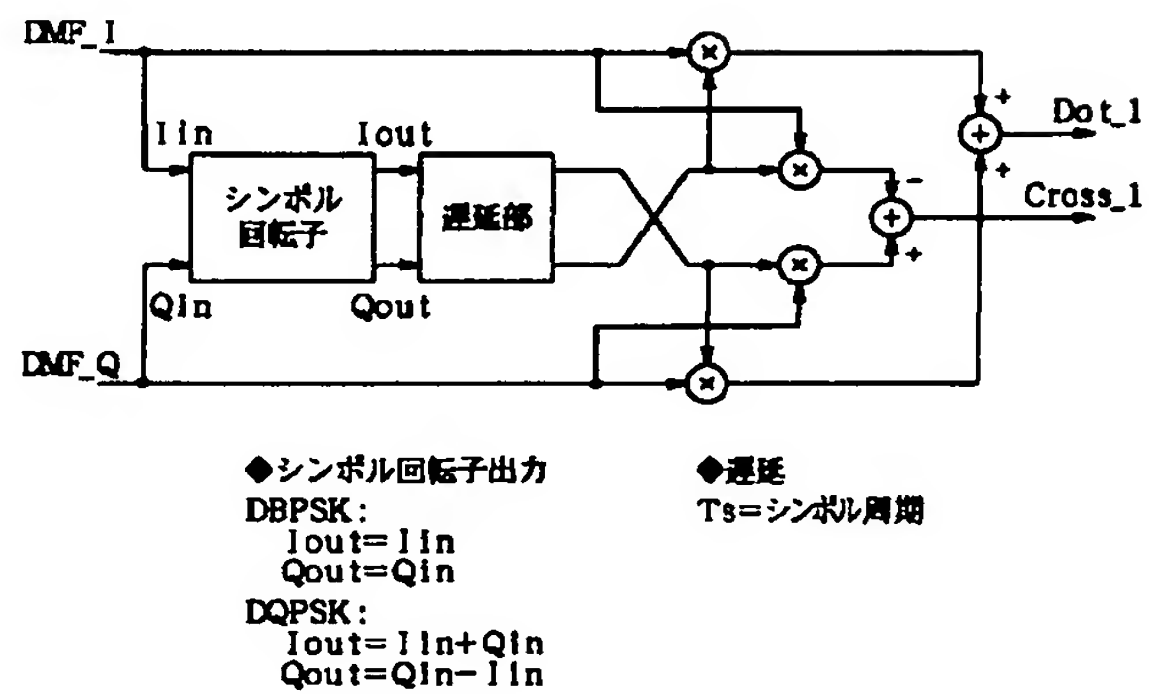 DMF_I
Iin
Iout
シンボル
回転子
遅延部
Qin
Qout
DMF_Q
×
×
×
×
+
+
+
+
-
+
Dot_1
Cross_1
◆シンボル回転子出力
DBPSK:
Iout=Iin
Qout=Qin
DQPSK:
Iout=Iin+Qin
Qout=Qin-Iin
◆遅延
Ts=シンボル周期